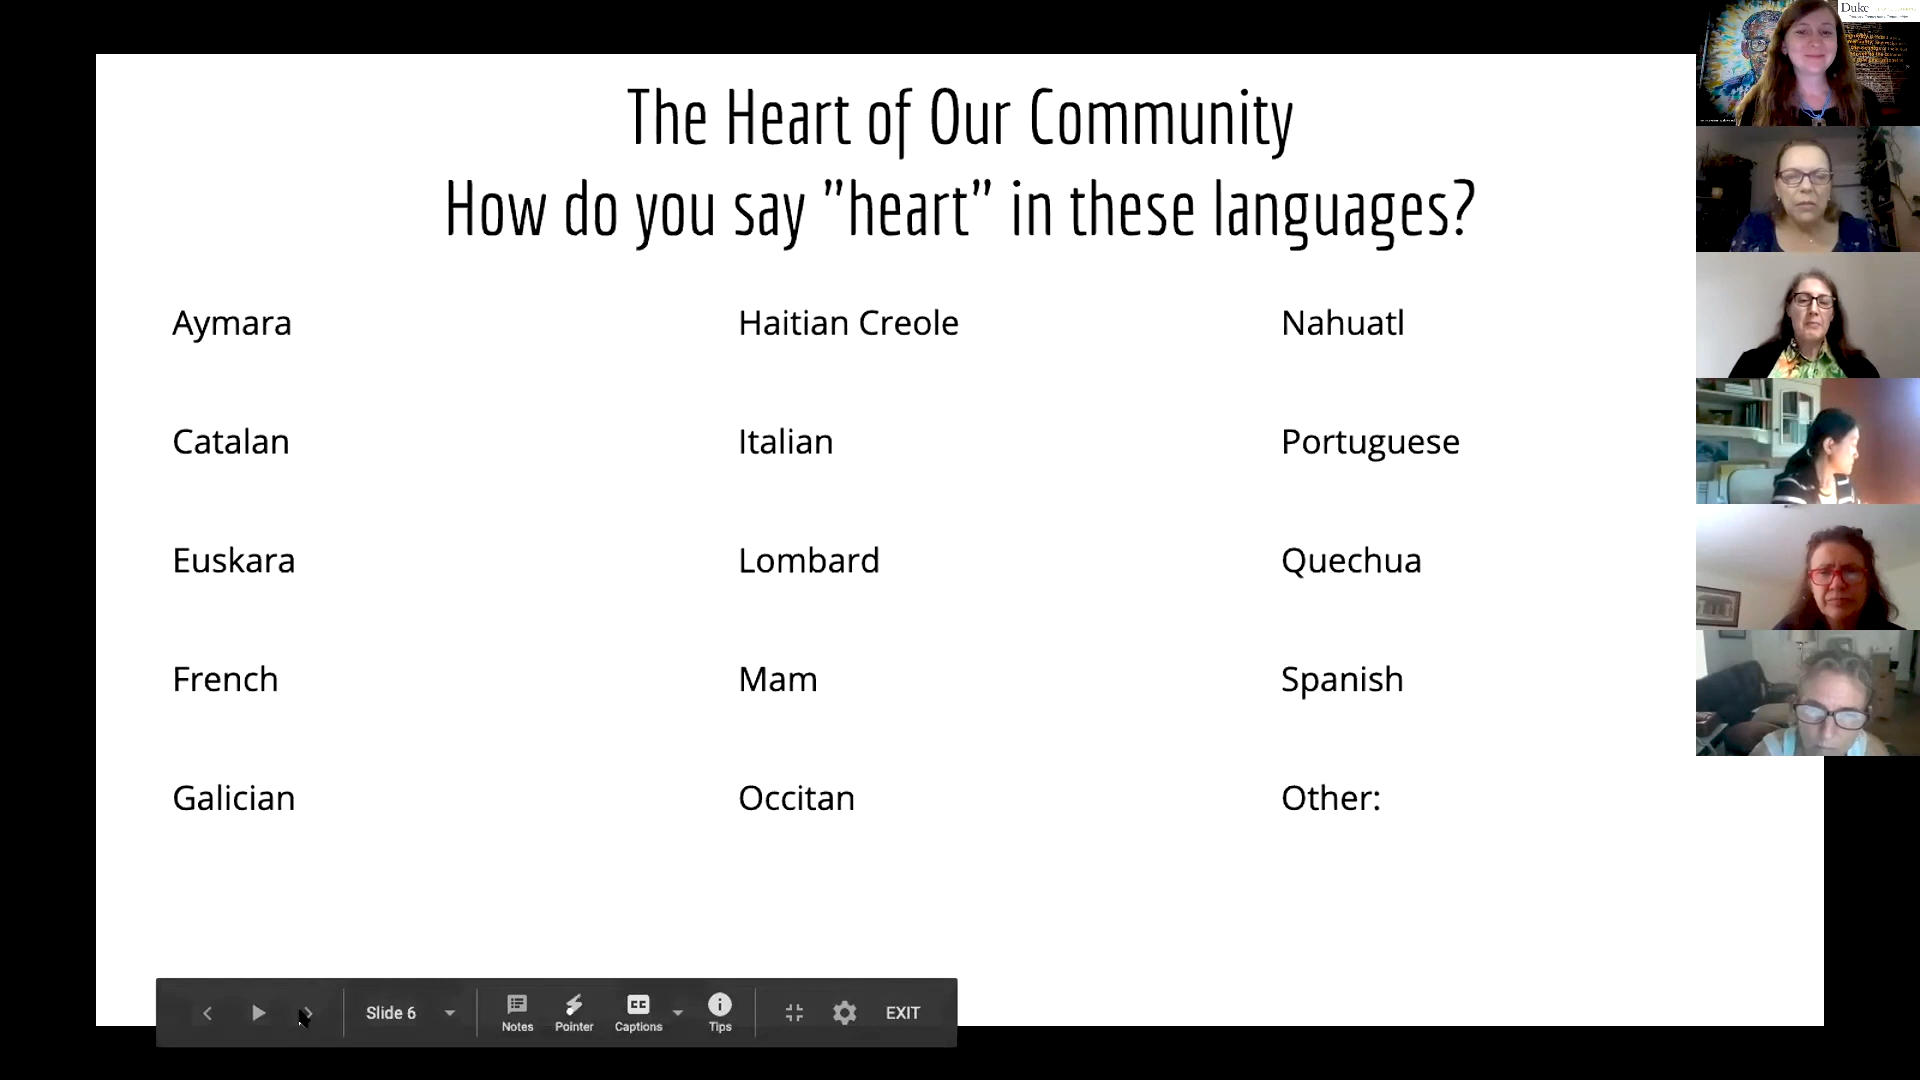 The Heart of Our Community
How do you say ”heart” in these languages?
Aymara
Haitian Creole
Nahuatl
Catalan
Italian
Portuguese
Euskara
Lombard
Quechua
French
Mam
Spanish
Galician
Occitan
Other:
Slide 6
Notes
Pointer
CC
Captions
Tips
EXIT
Duke